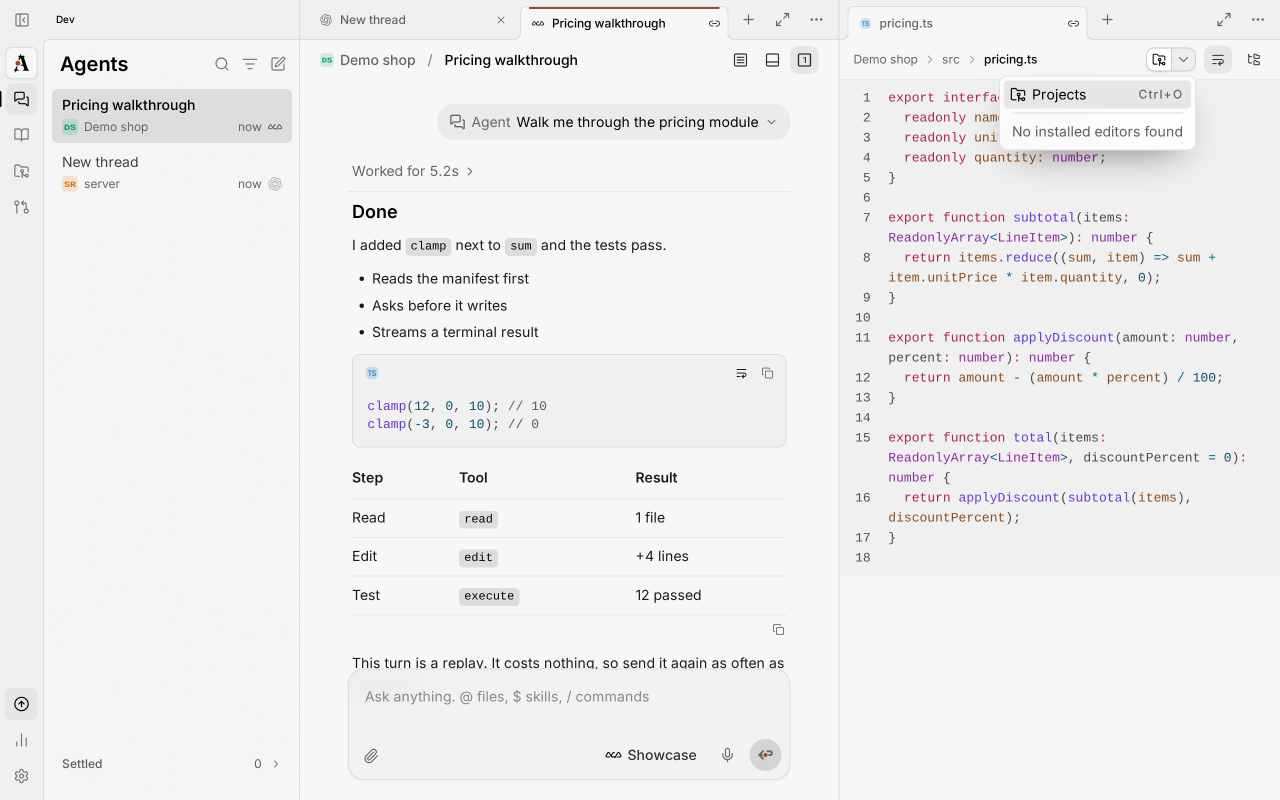 Dev
Agents
Pricing walkthrough
DS Demo shop now
New thread
SR server now
Settled 0
New thread
Pricing walkthrough
DS Demo shop / Pricing walkthrough
1
Agent Walk me through the pricing module
Worked for 5.2s
Done
I added clamp next to sum and the tests pass.
• Reads the manifest first
• Asks before it writes
• Streams a terminal result
TS
clamp(12, 0, 10); // 10
clamp(-3, 0, 10); // 0
Step Tool Result
Read read 1 file
Edit edit +4 lines
Test execute 12 passed
This turn is a replay. It costs nothing, so send it again as often as
Ask anything. @ files, $ skills, / commands
Showcase
TS pricing.ts
Demo shop > src > pricing.ts
Projects Ctrl+O
No installed editors found
1 export interfa
2 readonly nam
3 readonly uni
4 readonly quantity: number;
5 }
6
7 export function subtotal(items:
ReadonlyArray<LineItem>): number {
8 return items.reduce((sum, item) => sum +
item.unitPrice * item.quantity, 0);
9 }
10
11 export function applyDiscount(amount: number,
percent: number): number {
12 return amount - (amount * percent) / 100;
13 }
14
15 export function total(items:
ReadonlyArray<LineItem>, discountPercent = 0):
number {
16 return applyDiscount(subtotal(items),
discountPercent);
17 }
18